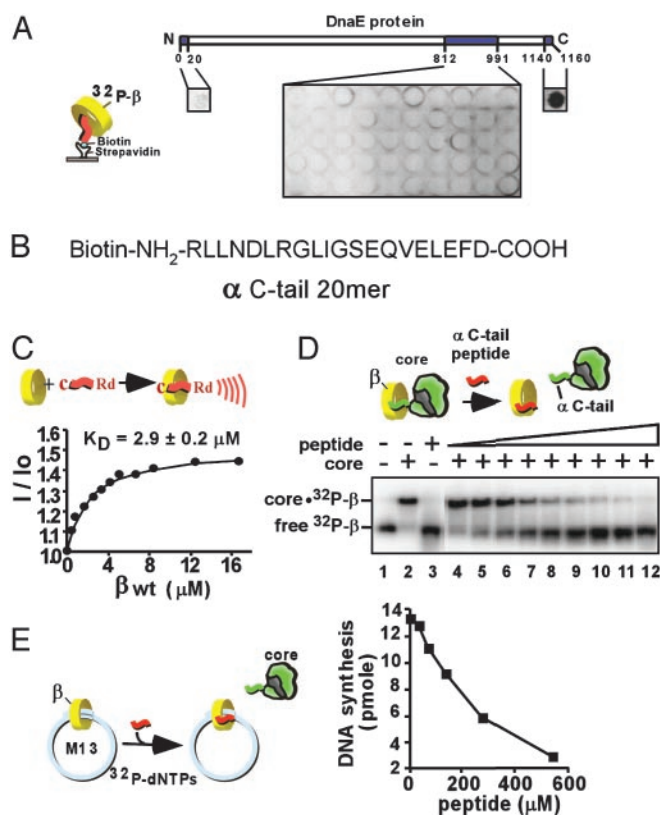 A
DnaE protein
N
C
0 20
812
991
1140
1160
32P-β
Biotin
Strepavidin
B
Biotin-NH2-RLLNDLRGLIGSEQVELEFD-COOH
α C-tail 20mer
C
+ C Rd
C Rd
KD = 2.9 ± 0.2 μM
I / Io
1.6
1.5
1.4
1.3
1.2
1.1
1.0
0 4 8 12 16
βwt (μM)
D
β
core
α C-tail
peptide
α C-tail
peptide - - +
core - + - + + + + + + + + +
core•32P-β
free 32P-β
1 2 3 4 5 6 7 8 9 10 11 12
E
β
M13
32P-dNTPs
core
DNA synthesis
(pmole)
14
13
12
10
8
6
4
2
0 200 400 600
peptide (μM)